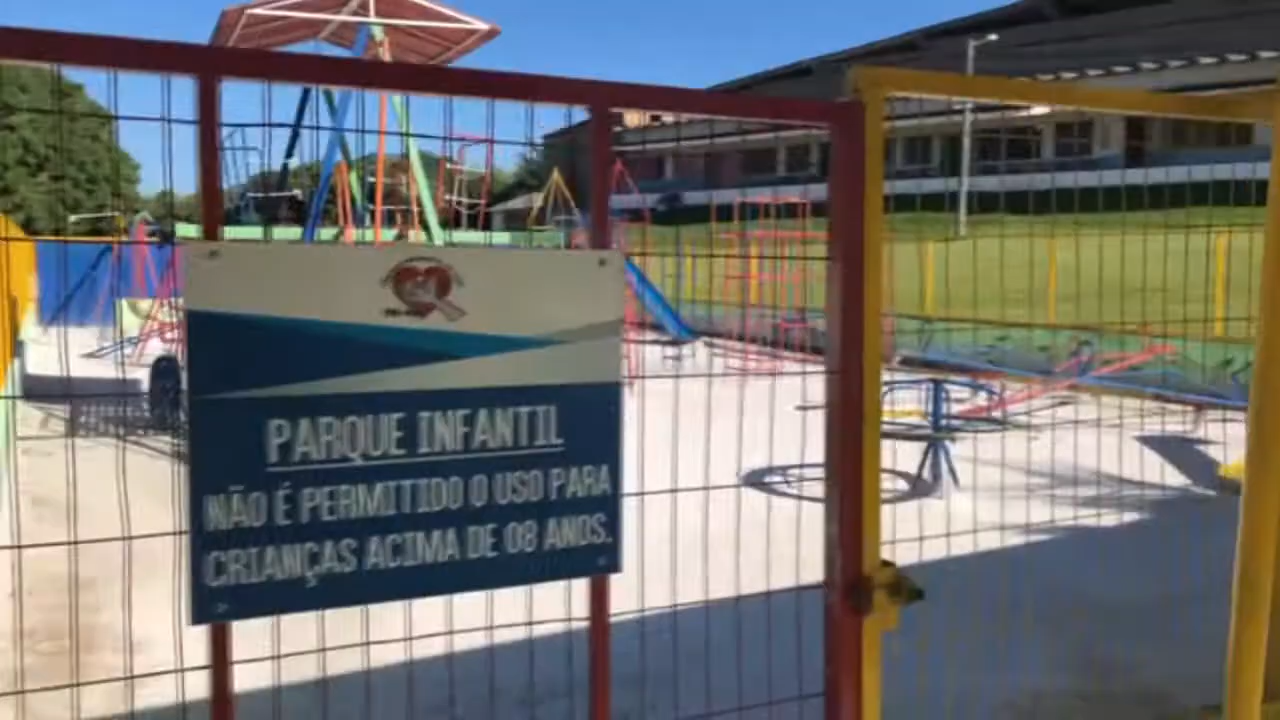 PARQUE INFANTIL
NÃO É PERMITIDO O USO PARA
CRIANÇAS ACIMA DE 08 ANOS.